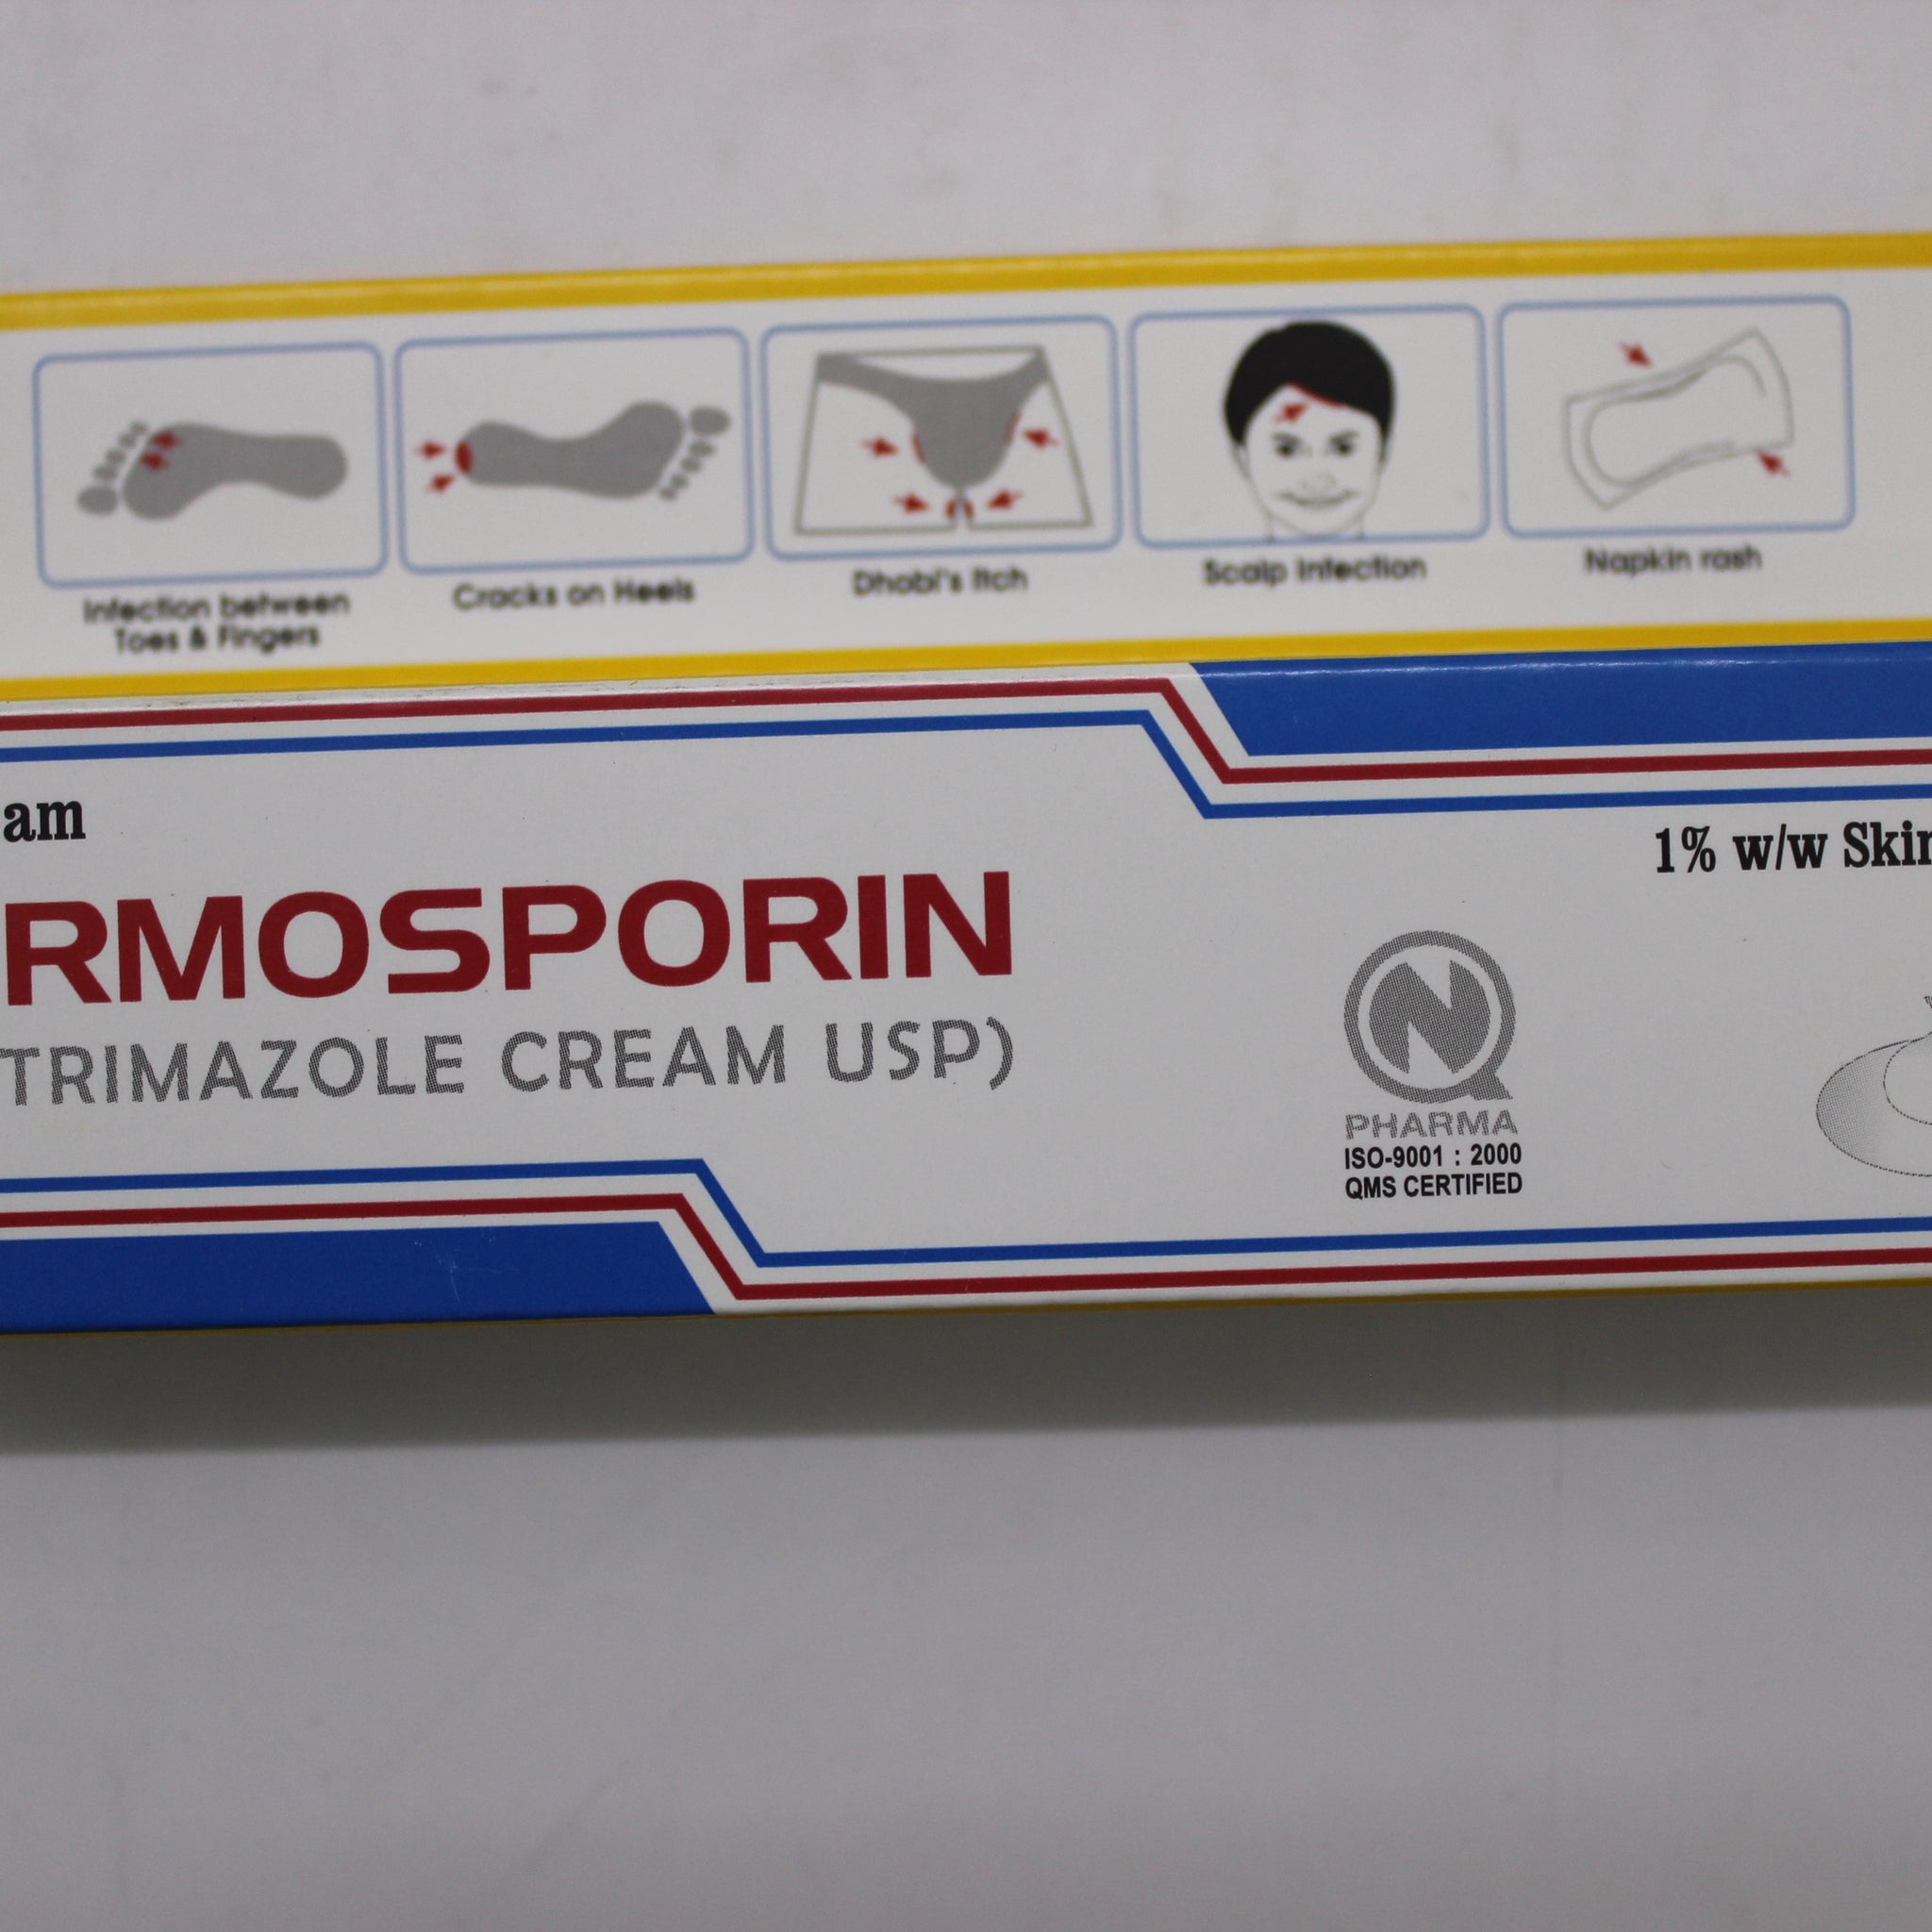 Infection between
Toes & Fingers
Cracks on Heels
Dhobi's Itch
Scalp Infection
Napkin rash
am
1% w/w Skin
RMOSPORIN
TRIMAZOLE CREAM USP)
N
PHARMA
ISO-9001 : 2000
QMS CERTIFIED